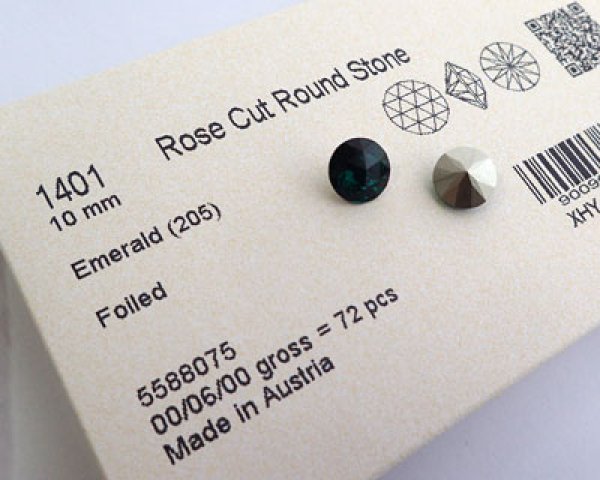 Rose Cut Round Stone
1401
10 mm
Emerald (205)
Foiled
5588075
00/06/00 gross = 72 pcs
Made in Austria